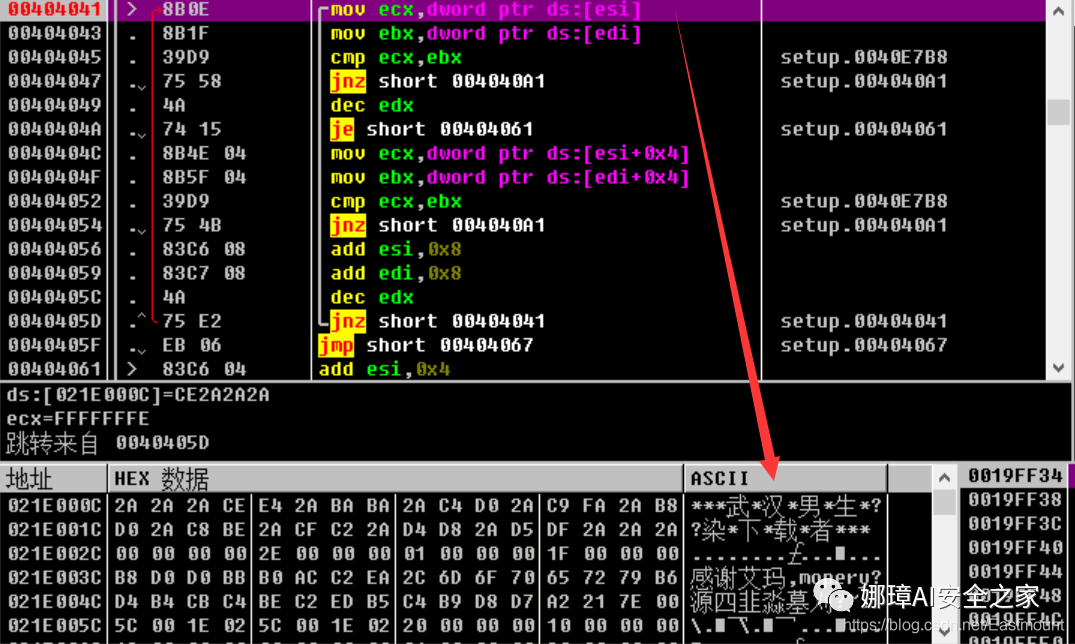 00404041 > 8B0E mov ecx,dword ptr ds:[esi]
00404043 . 8B1F mov ebx,dword ptr ds:[edi]
00404045 . 39D9 cmp ecx,ebx setup.0040E7B8
00404047 . 75 58 jnz short 004040A1 setup.004040A1
00404049 . 4A dec edx
0040404A . 74 15 je short 00404061 setup.00404061
0040404C . 8B4E 04 mov ecx,dword ptr ds:[esi+0x4]
0040404F . 8B5F 04 mov ebx,dword ptr ds:[edi+0x4]
00404052 . 39D9 cmp ecx,ebx setup.0040E7B8
00404054 . 75 4B jnz short 004040A1 setup.004040A1
00404056 . 83C6 08 add esi,0x8
00404059 . 83C7 08 add edi,0x8
0040405C . 4A dec edx
0040405D .^ 75 E2 jnz short 00404041 setup.00404041
0040405F . EB 06 jmp short 00404067 setup.00404067
00404061 > 83C6 04 add esi,0x4
ds:[021E000C]=CE2A2A2A
ecx=FFFFFFFE
跳转来自 0040405D
地址 HEX 数据 ASCII 0019FF34
021E000C 2A 2A 2A CE E4 2A BA BA 2A C4 D0 2A C9 FA 2A B8 ***武*汉*男*生*? 0019FF38
021E001C D0 2A C8 BE 2A CF C2 2A D4 D8 2A D5 DF 2A 2A 2A ?染*下*载*者*** 0019FF3C
021E002C 00 00 00 00 2E 00 00 00 01 00 00 00 1F 00 00 00 0019FF40
021E003C B8 D0 D0 BB B0 AC C2 EA 2C 6D 6F 70 65 72 79 B6 感谢艾玛,mopery? 0019FF44
021E004C D4 B4 CB C4 BE C2 ED B5 C4 B9 D8 D7 A2 21 7E 00 源四韭淼墓 48
021E005C 5C 00 1E 02 5C 00 1E 02 20 00 00 00 10 00 00 00
娜璋AI安全之家
https://blog.csdn.net/Eastmount